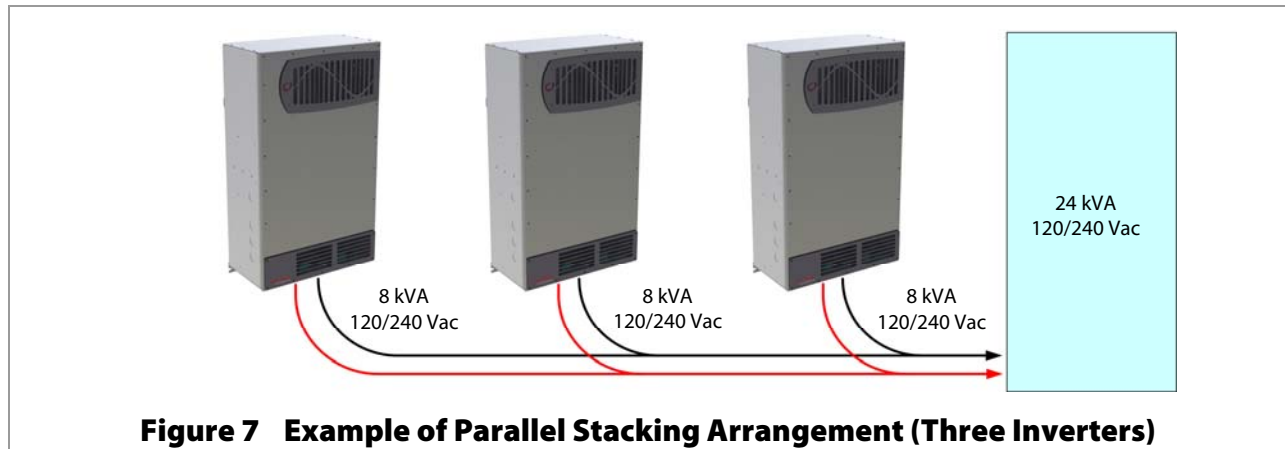 8 kVA
120/240 Vac
8 kVA
120/240 Vac
8 kVA
120/240 Vac
24 kVA
120/240 Vac
Figure 7 Example of Parallel Stacking Arrangement (Three Inverters)